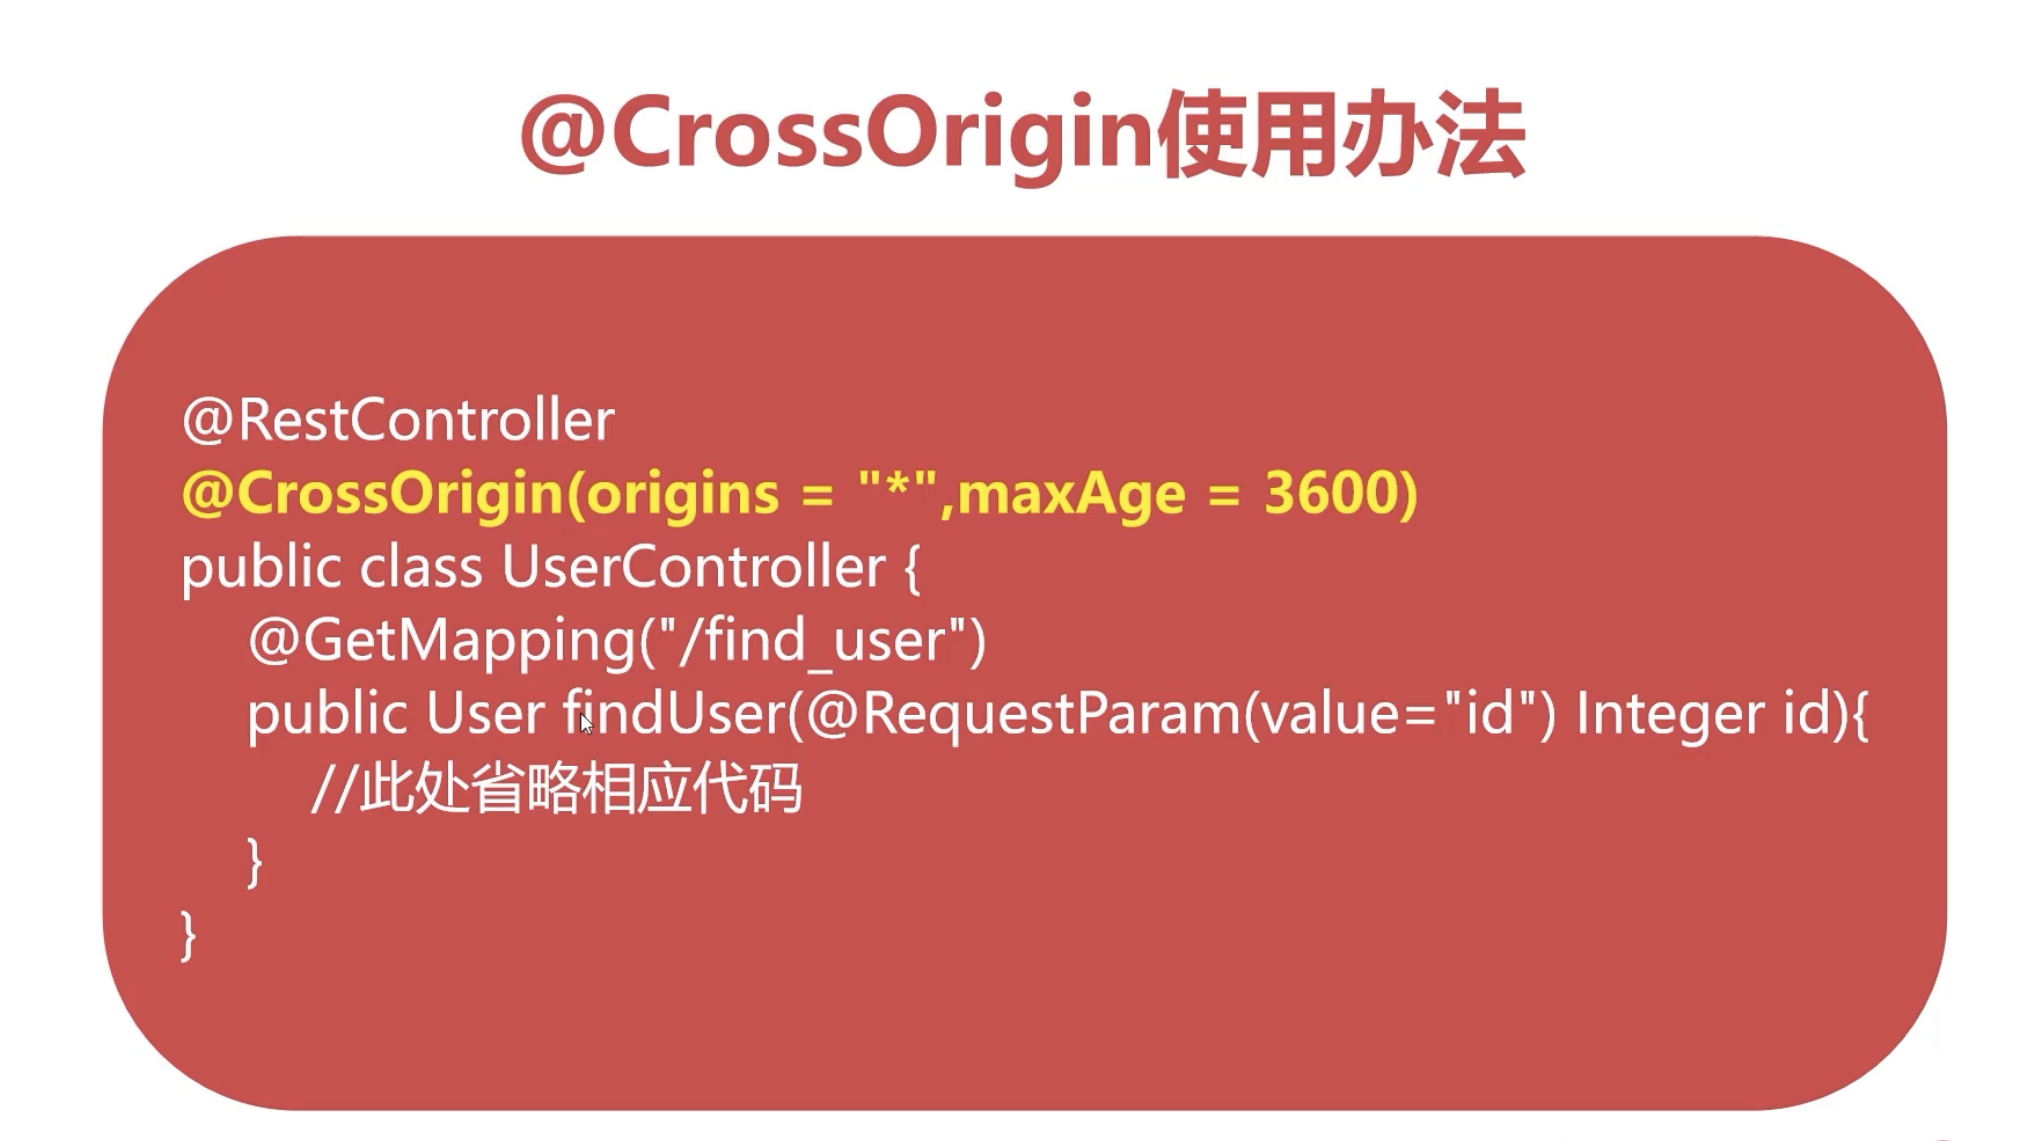 @CrossOrigin使用办法
@RestController
@CrossOrigin(origins = "*",maxAge = 3600)
public class UserController {
@GetMapping("/find_user")
public User findUser(@RequestParam(value="id") Integer id){
//此处省略相应代码
}
}